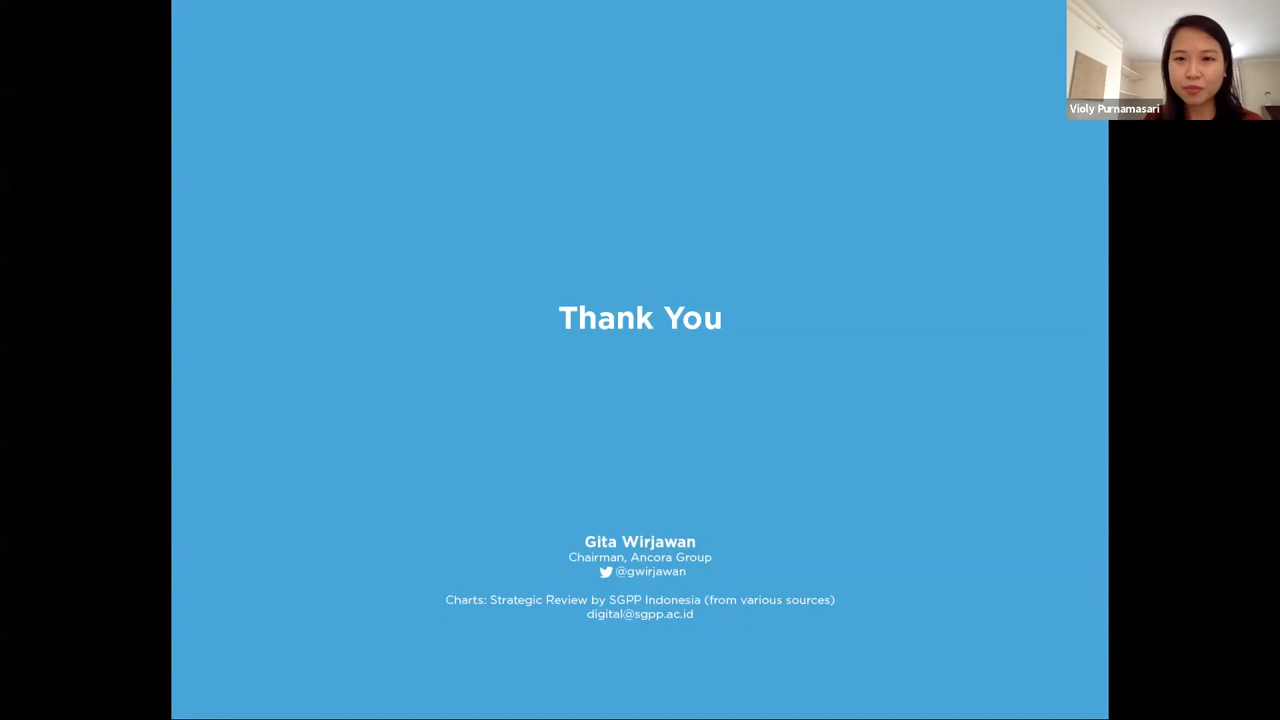 Violy Purnamasari
Thank You
Gita Wirjawan
Chairman, Ancora Group
@gwirjawan
Charts: Strategic Review by SGPP Indonesia (from various sources)
digital@sgpp.ac.id